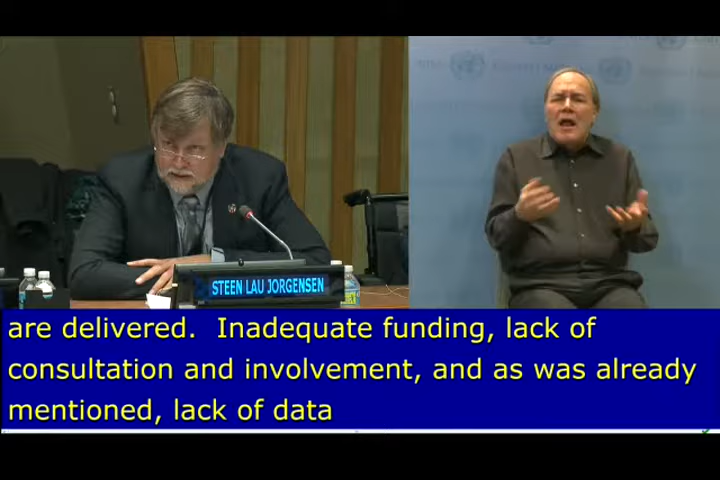 STEEN LAU JORGENSEN
are delivered.  Inadequate funding, lack of
consultation and involvement, and as was already
mentioned, lack of data